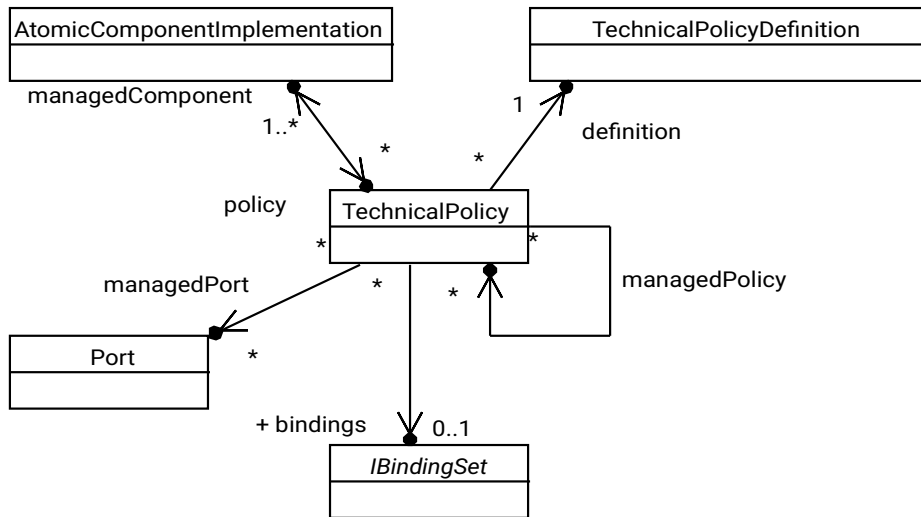 AtomicComponentImplementation
TechnicalPolicyDefinition
managedComponent
1..*
*
1
definition
*
policy
TechnicalPolicy
*
*
managedPort
*
*
managedPolicy
Port
*
+ bindings
0..1
IBindingSet